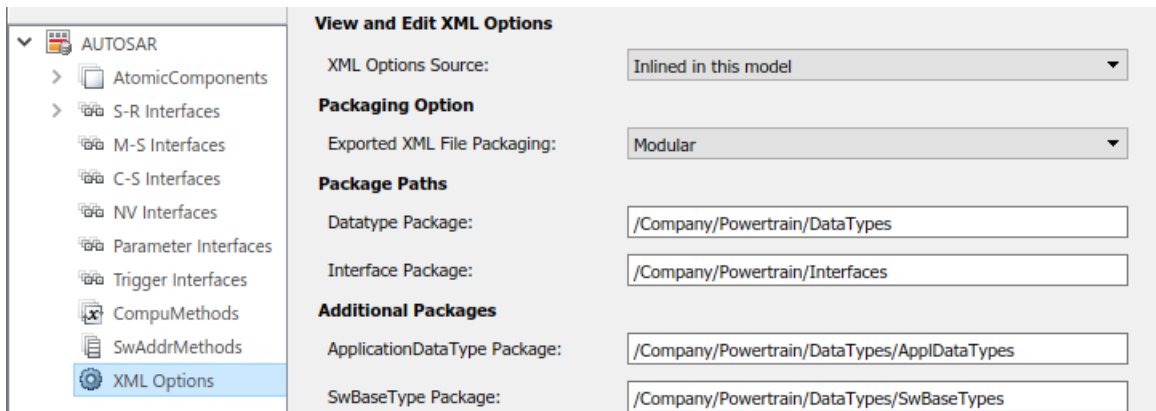 AUTOSAR
AtomicComponents
S-R Interfaces
M-S Interfaces
C-S Interfaces
NV Interfaces
Parameter Interfaces
Trigger Interfaces
CompuMethods
SwAddrMethods
XML Options
View and Edit XML Options
XML Options Source: Inlined in this model
Packaging Option
Exported XML File Packaging: Modular
Package Paths
Datatype Package: /Company/Powertrain/DataTypes
Interface Package: /Company/Powertrain/Interfaces
Additional Packages
ApplicationDataType Package: /Company/Powertrain/DataTypes/ApplDataTypes
SwBaseType Package: /Company/Powertrain/DataTypes/SwBaseTypes